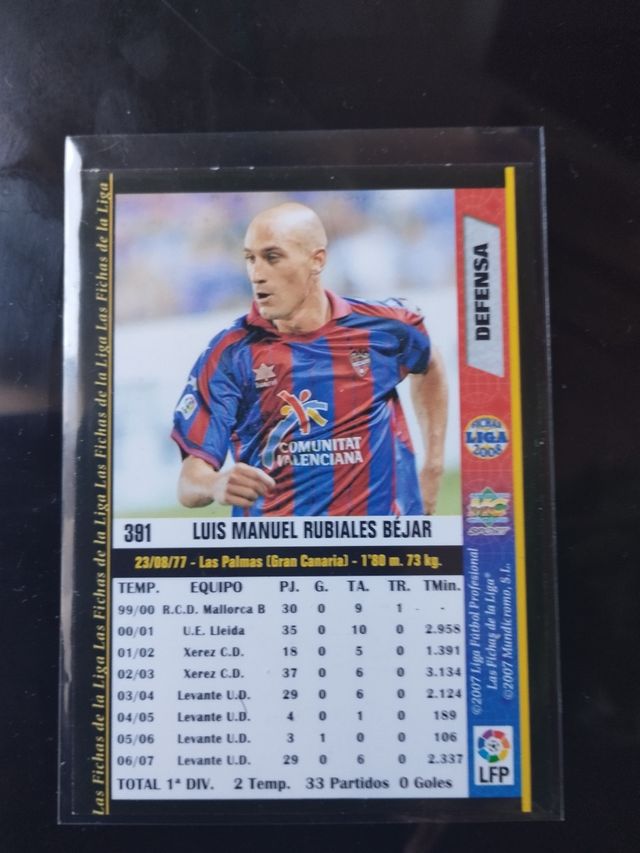 Las Fichas de la Liga Las Fichas de la Liga Las Fichas de la Liga Las Fichas de la Liga Las Fichas de la Liga
COMUNITAT
VALENCIANA
DEFENSA
FICHAS
LIGA
2008
MC
SPORT
©2007 Liga Fútbol Profesional
Las Fichas de la Liga®
©2007 Mundicromo, S.L.
LFP
391 LUIS MANUEL RUBIALES BÉJAR
23/08/77 - Las Palmas (Gran Canaria) - 1'80 m. 73 kg.
TEMP. EQUIPO PJ. G. TA. TR. TMin.
99/00 R.C.D. Mallorca B 30 0 9 1 - -
00/01 U.E. Lleida 35 0 10 0 2.958
01/02 Xerez C.D. 18 0 5 0 1.391
02/03 Xerez C.D. 37 0 6 0 3.134
03/04 Levante U.D. 29 0 6 0 2.124
04/05 Levante U.D. 4 0 1 0 189
05/06 Levante U.D. 3 1 0 0 106
06/07 Levante U.D. 29 0 6 0 2.337
TOTAL 1ª DIV. 2 Temp. 33 Partidos 0 Goles